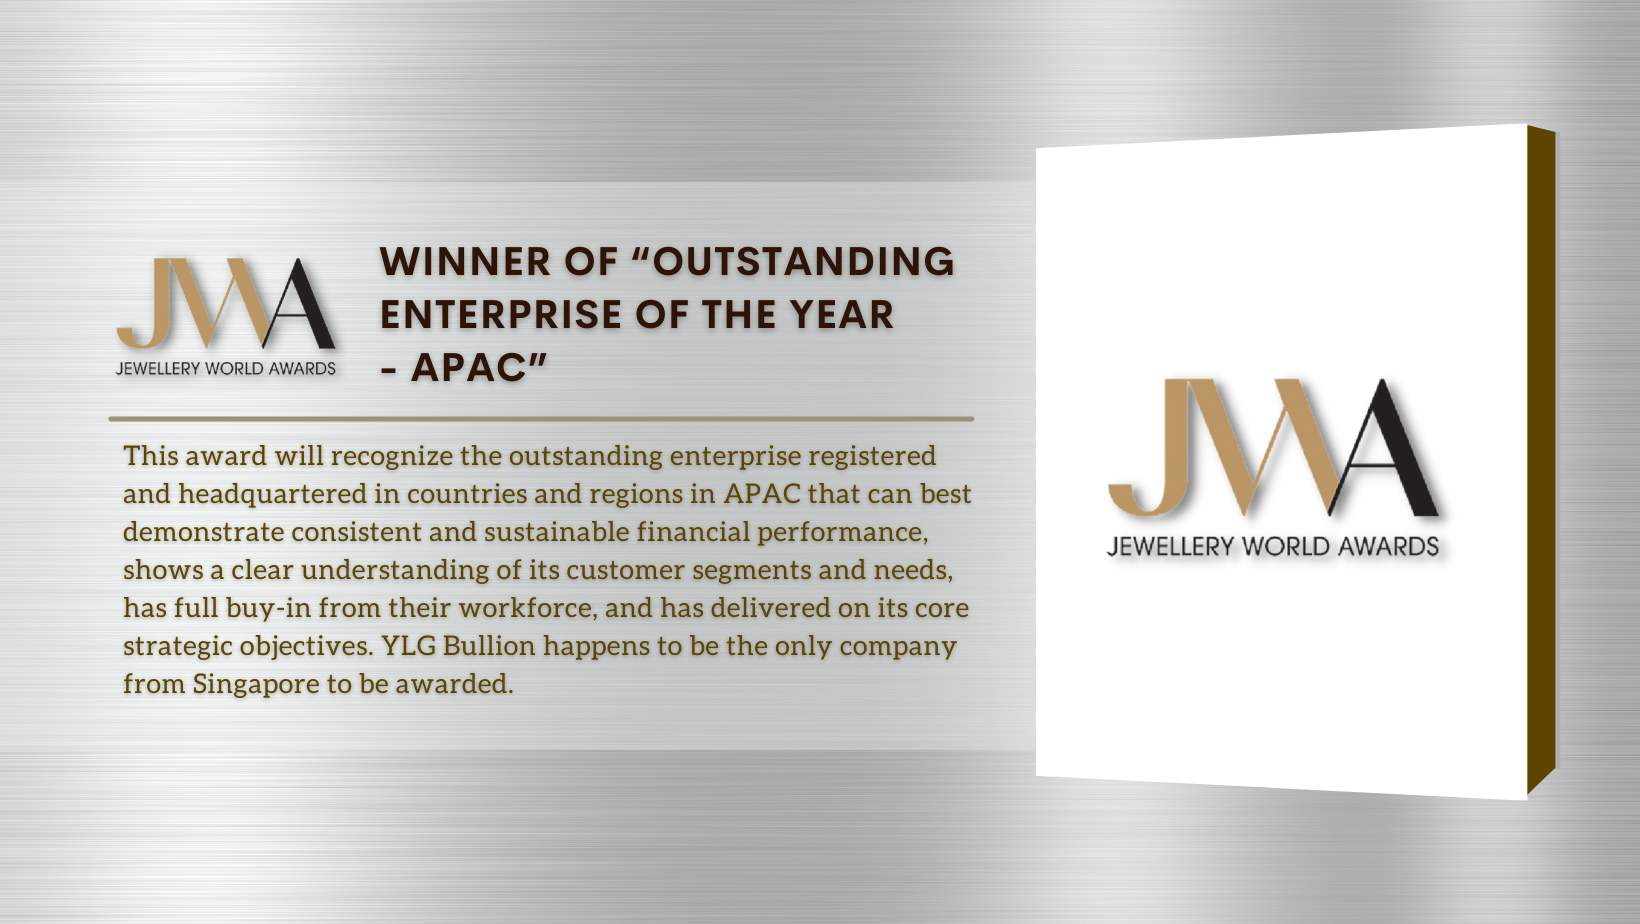 JWA
JEWELLERY WORLD AWARDS
WINNER OF “OUTSTANDING
ENTERPRISE OF THE YEAR
- APAC”
This award will recognize the outstanding enterprise registered
and headquartered in countries and regions in APAC that can best
demonstrate consistent and sustainable financial performance,
shows a clear understanding of its customer segments and needs,
has full buy-in from their workforce, and has delivered on its core
strategic objectives. YLG Bullion happens to be the only company
from Singapore to be awarded.
JWA
JEWELLERY WORLD AWARDS